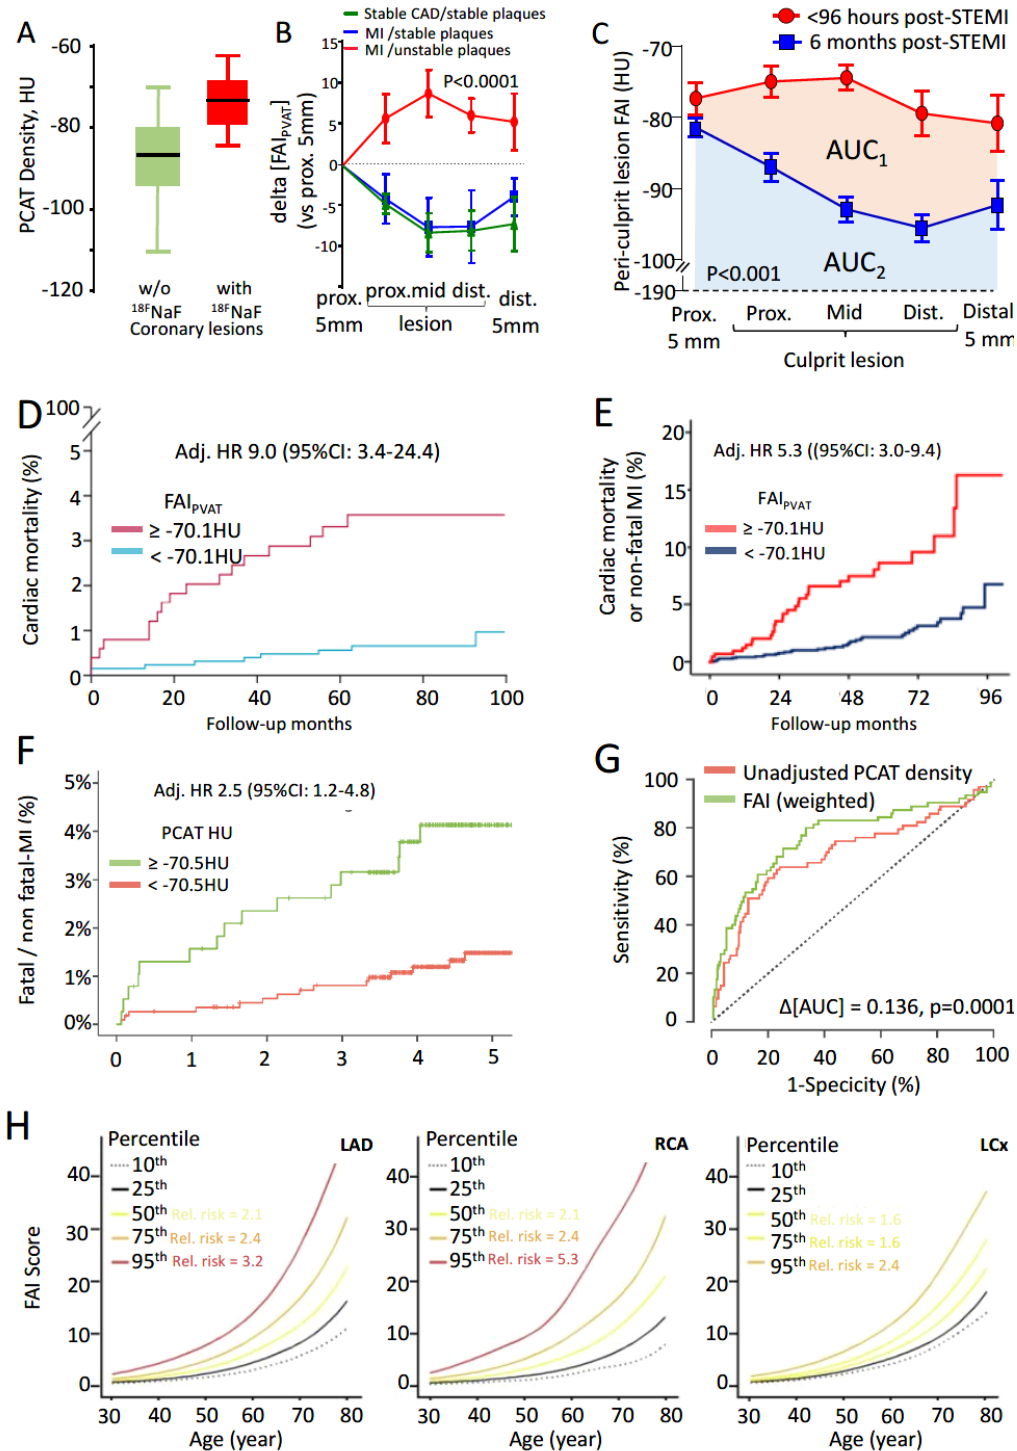 A
PCAT Density, HU
-60
-80
-100
-120
w/o
18FNaF
with
18FNaF
Coronary lesions
B
Stable CAD/stable plaques
MI /stable plaques
MI /unstable plaques
P<0.0001
delta [FAIPVAT]
(vs prox. 5mm)
15
10
5
0
-5
-10
prox.
5mm
prox.mid dist.
lesion
dist.
5mm
C
<96 hours post-STEMI
6 months post-STEMI
Peri-culprit lesion FAI (HU)
-70
-80
-90
-100
-190
AUC1
AUC2
P<0.001
Prox.
5 mm
Prox.
Mid
Dist.
Distal
5 mm
Culprit lesion
D
Cardiac mortality (%)
100
5
4
3
2
1
0
Adj. HR 9.0 (95%CI: 3.4-24.4)
FAIPVAT
≥ -70.1HU
< -70.1HU
0 20 40 60 80 100
Follow-up months
E
Cardiac mortality
or non-fatal MI (%)
20
15
10
5
0
Adj. HR 5.3 ((95%CI: 3.0-9.4)
FAIPVAT
≥ -70.1HU
< -70.1HU
0 24 48 72 96
Follow-up months
F
Fatal / non fatal-MI (%)
5%
4%
3%
2%
1%
0%
Adj. HR 2.5 (95%CI: 1.2-4.8)
PCAT HU
≥ -70.5HU
< -70.5HU
0 1 2 3 4 5
G
Unadjusted PCAT density
FAI (weighted)
Sensitivity (%)
100
80
60
40
20
0
Δ[AUC] = 0.136, p=0.0001
0 20 40 60 80 100
1-Specicity (%)
H
FAI Score
Percentile
LAD
10th
25th
50th Rel. risk = 2.1
75th Rel. risk = 2.4
95th Rel. risk = 3.2
40
30
20
10
0
30 40 50 60 70 80
Age (year)
Percentile
RCA
10th
25th
50th Rel. risk = 2.1
75th Rel. risk = 2.4
95th Rel. risk = 5.3
40
30
20
10
0
30 40 50 60 70 80
Age (year)
Percentile
LCx
10th
25th
50th Rel. risk = 1.6
75th Rel. risk = 1.6
95th Rel. risk = 2.4
40
30
20
10
0
30 40 50 60 70 80
Age (year)